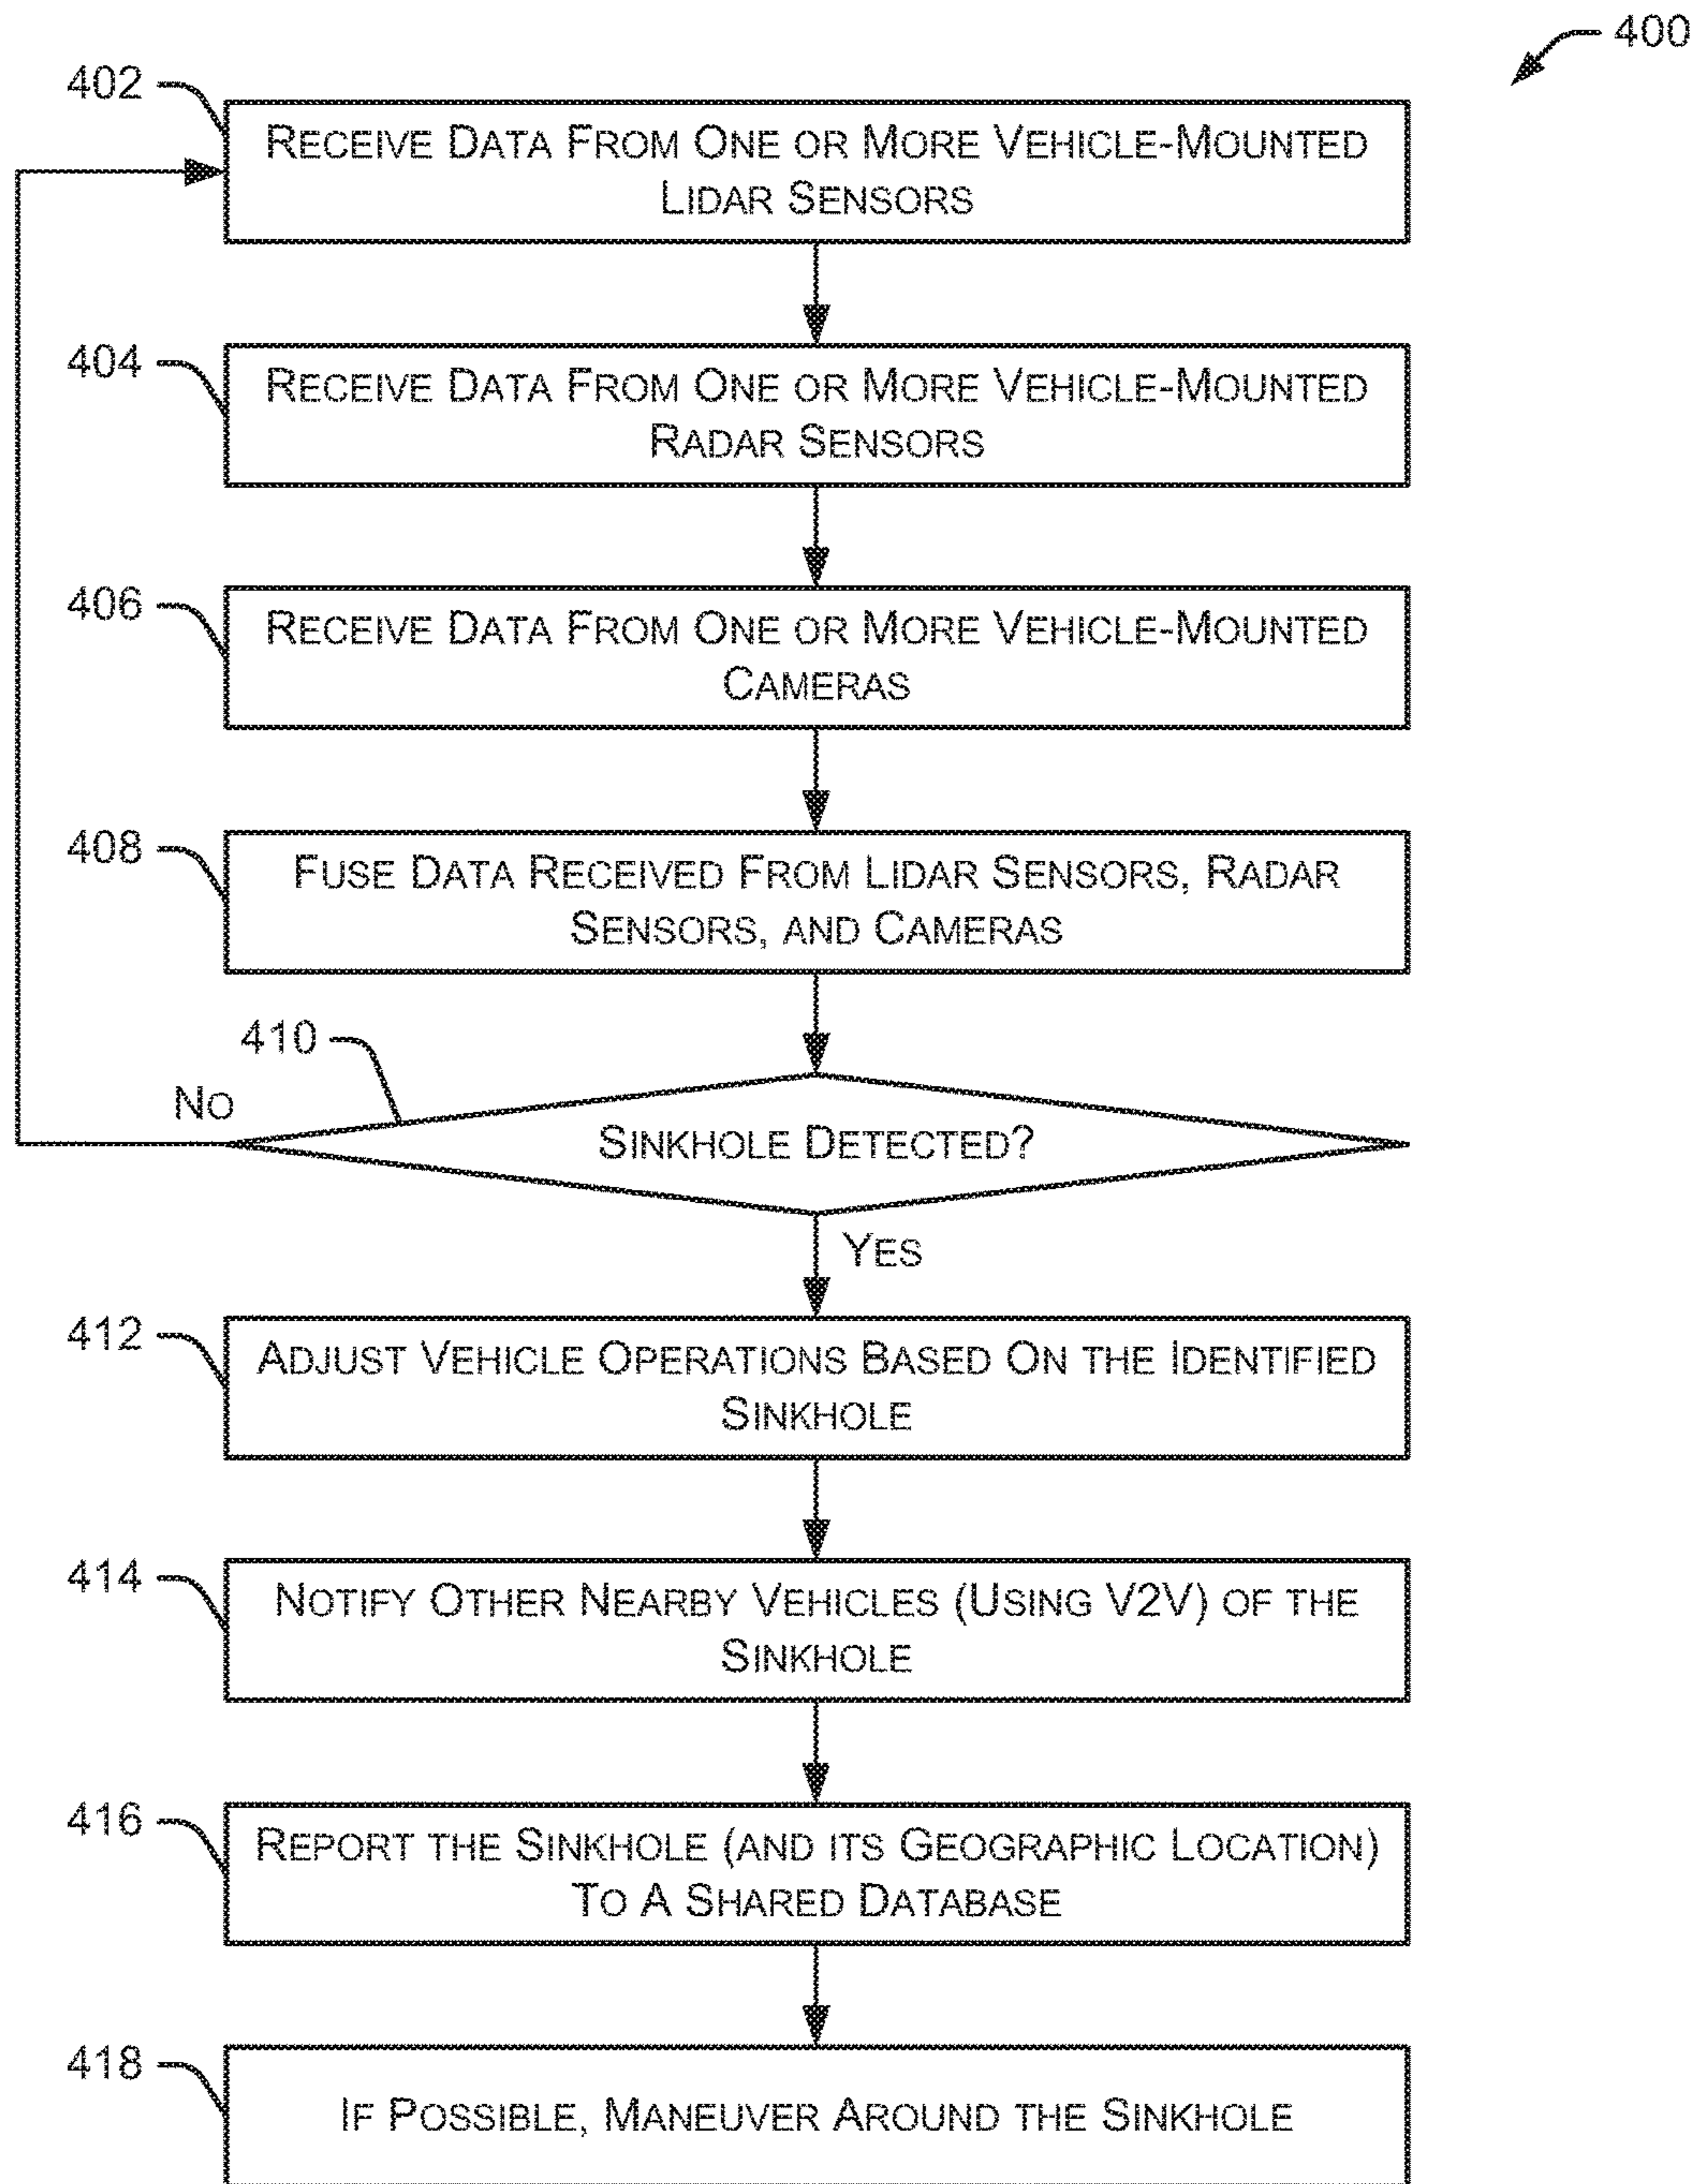 400
402
Receive Data From One or More Vehicle-Mounted
Lidar Sensors
404
Receive Data From One or More Vehicle-Mounted
Radar Sensors
406
Receive Data From One or More Vehicle-Mounted
Cameras
408
Fuse Data Received From Lidar Sensors, Radar
Sensors, and Cameras
410
No
Sinkhole Detected?
Yes
412
Adjust Vehicle Operations Based On the Identified
Sinkhole
414
Notify Other Nearby Vehicles (Using V2V) of the
Sinkhole
416
Report the Sinkhole (and its Geographic Location)
To A Shared Database
418
If Possible, Maneuver Around the Sinkhole